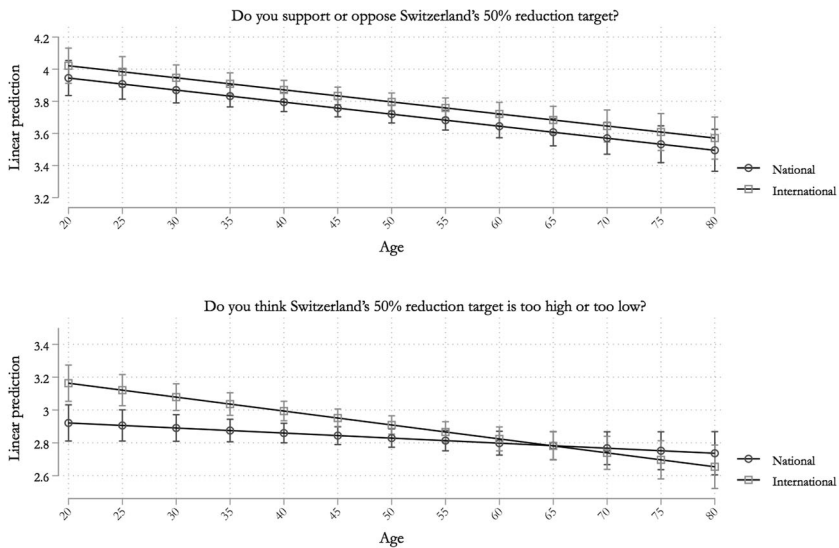 Do you support or oppose Switzerland’s 50% reduction target?
4.2
4
3.8
3.6
3.4
3.2
Linear prediction
20 25 30 35 40 45 50 55 60 65 70 75 80
Age
National
International
Do you think Switzerland’s 50% reduction target is too high or too low?
3.4
3.2
3
2.8
2.6
Linear prediction
20 25 30 35 40 45 50 55 60 65 70 75 80
Age
National
International